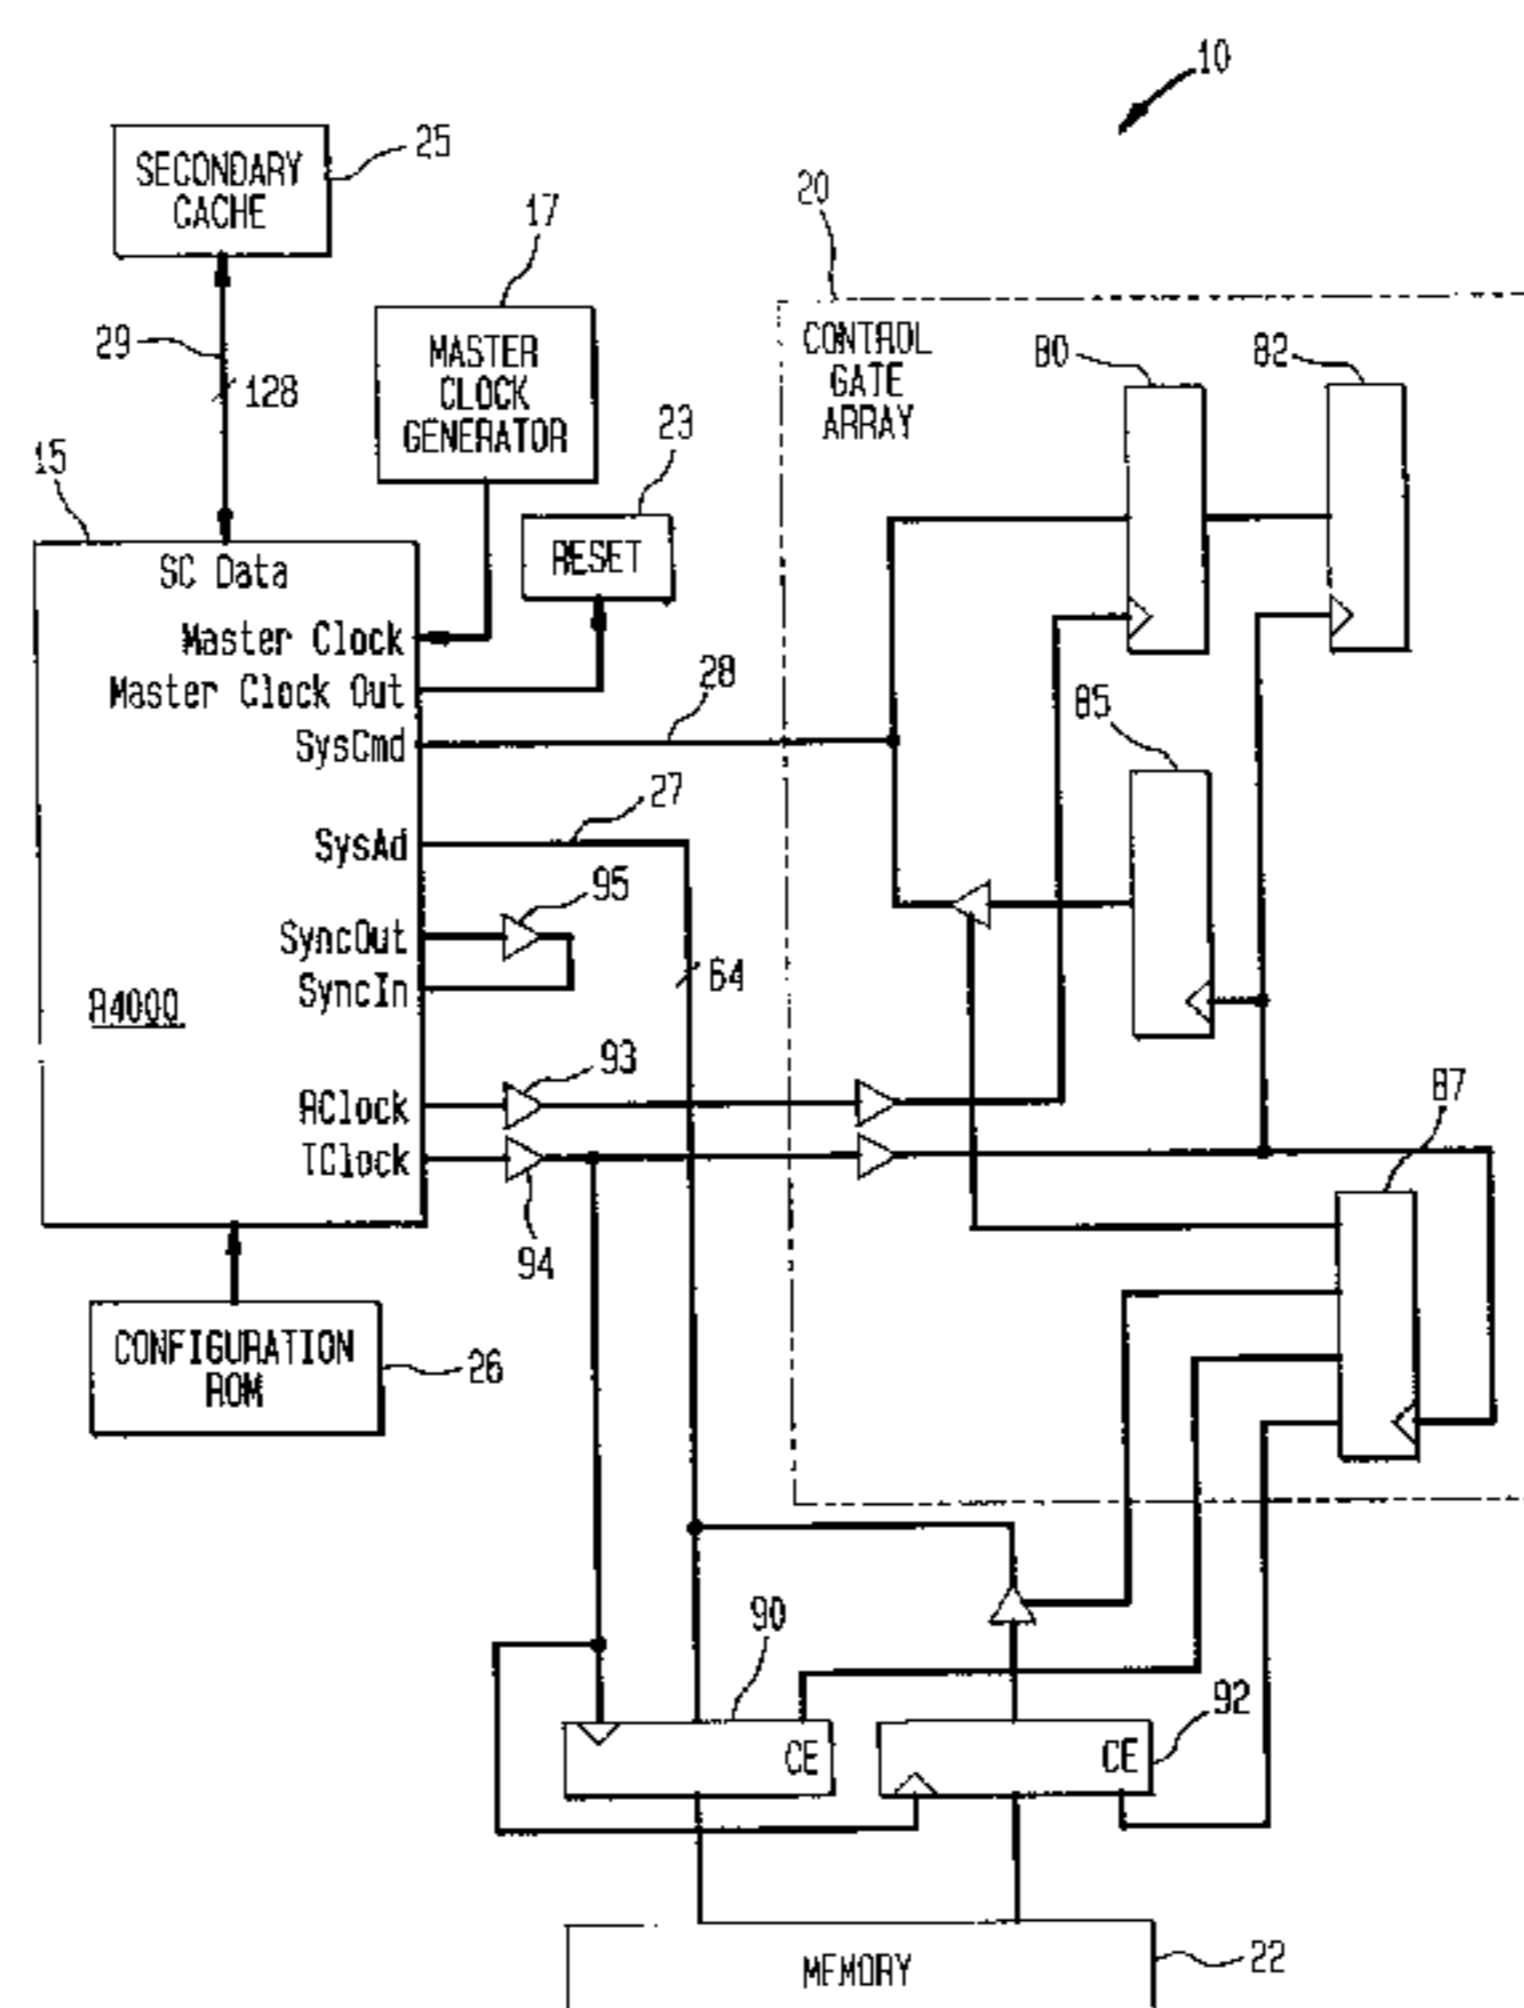 10
SECONDARY
CACHE
25
17
20
29
128
MASTER
CLOCK
GENERATOR
CONTROL
GATE
ARRAY
80
82
23
15
RESET
SC Data
Master Clock
Master Clock Out
SysCmd
28
85
SysAd
27
95
SyncOut
SyncIn
64
R4000
93
AClock
TClock
87
94
CONFIGURATION
ROM
26
90
92
CE
CE
MEMORY
22